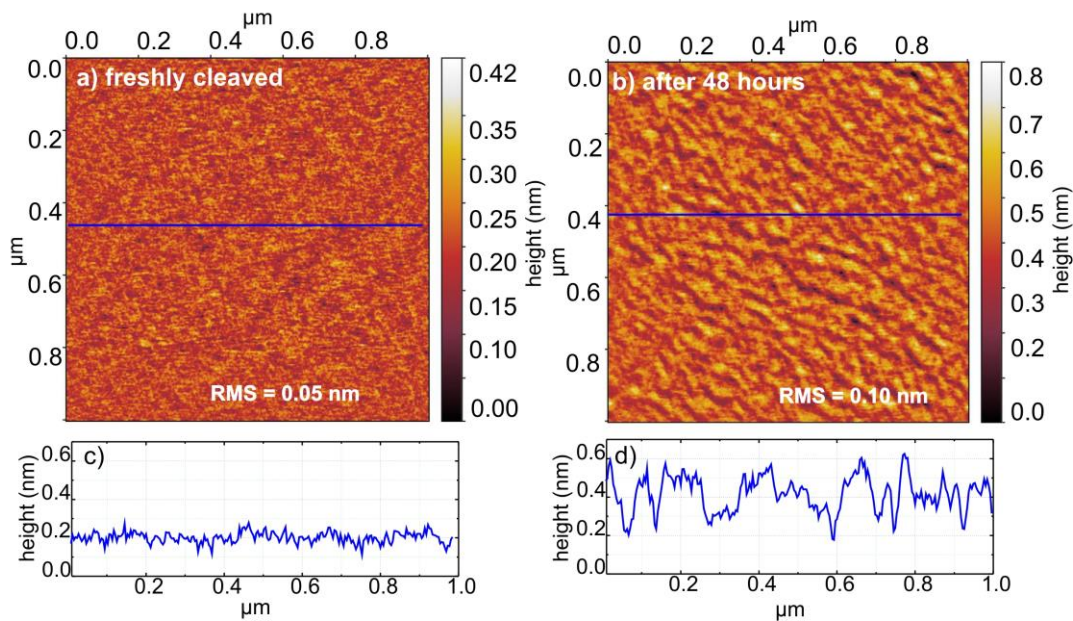 µm
0.0 0.2 0.4 0.6 0.8
a) freshly cleaved
0.0
0.2
0.4
0.6
0.8
µm
RMS = 0.05 nm
0.42
0.35
0.30
0.25
0.20
0.15
0.10
0.00
height (nm)
µm
0.0 0.2 0.4 0.6 0.8
b) after 48 hours
0.0
0.2
0.4
0.6
0.8
µm
RMS = 0.10 nm
0.8
0.7
0.6
0.5
0.4
0.3
0.2
0.0
height (nm)
c)
0.6
0.4
0.2
0.0
height (nm)
0.2 0.4 0.6 0.8 1.0
µm
d)
0.6
0.4
0.2
0.0
height (nm)
0.2 0.4 0.6 0.8 1.0
µm